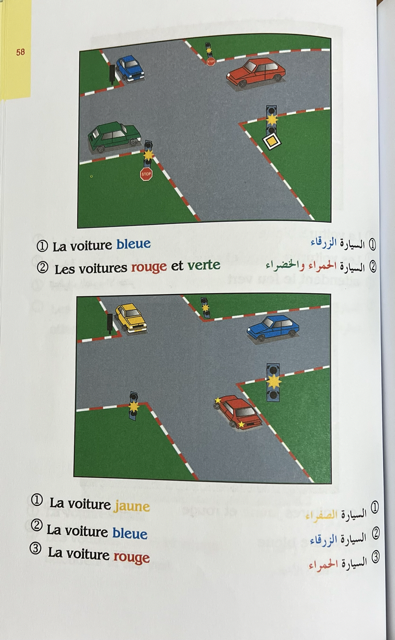 58
STOP
① La voiture bleue
① السيارة الزرقاء
② Les voitures rouge et verte
② السيارة الحمراء والخضراء
① La voiture jaune
① السيارة الصفراء
② La voiture bleue
② السيارة الزرقاء
③ La voiture rouge
③ السيارة الحمراء